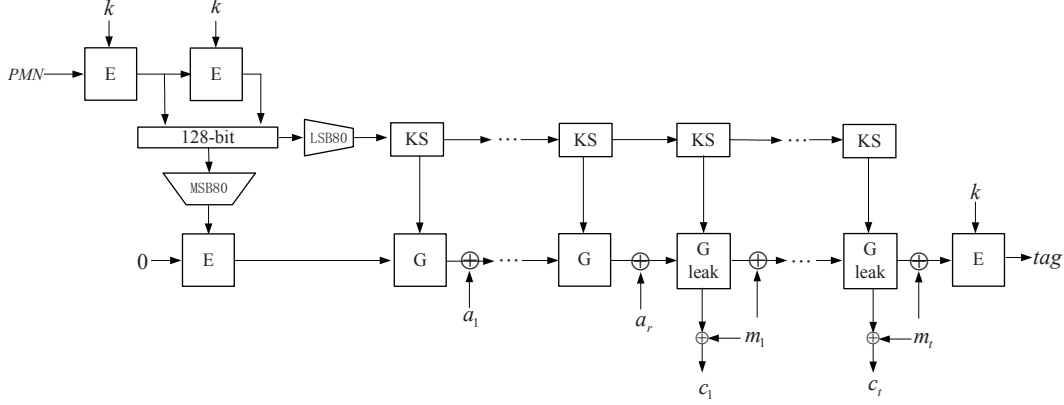 k k
PMN E E
128-bit LSB80 KS ··· KS KS ··· KS
MSB80
k
0 E G ··· G G leak ··· G leak E tag
a₁ aᵣ m₁ mₜ
c₁ cₜ